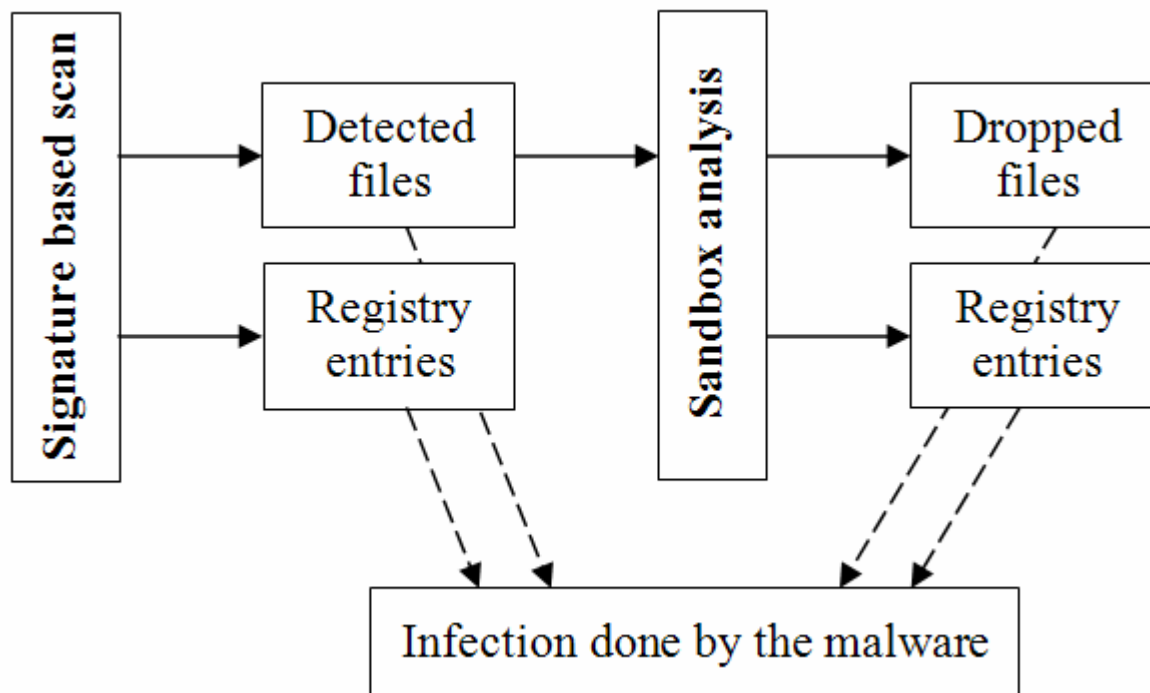 Signature based scan
Detected
files
Registry
entries
Sandbox analysis
Dropped
files
Registry
entries
Infection done by the malware